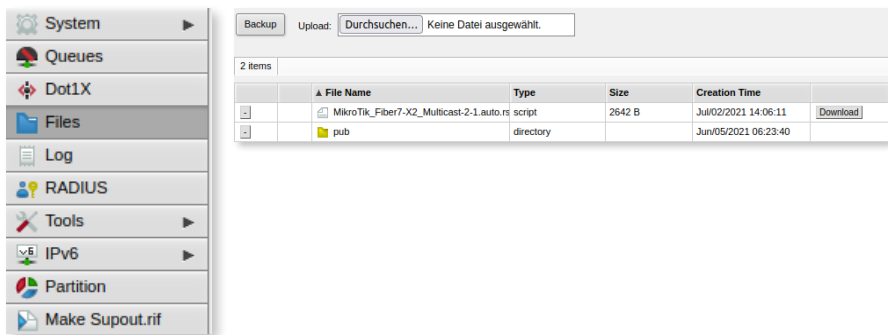 System
Queues
Dot1X
Files
Log
RADIUS
Tools
IPv6
Partition
Make Supout.rif
Backup Upload: Durchsuchen... Keine Datei ausgewählt.
2 items
▲ File Name Type Size Creation Time
- MikroTik_Fiber7-X2_Multicast-2-1.auto.rs script 2642 B Jul/02/2021 14:06:11 Download
- pub directory Jun/05/2021 06:23:40